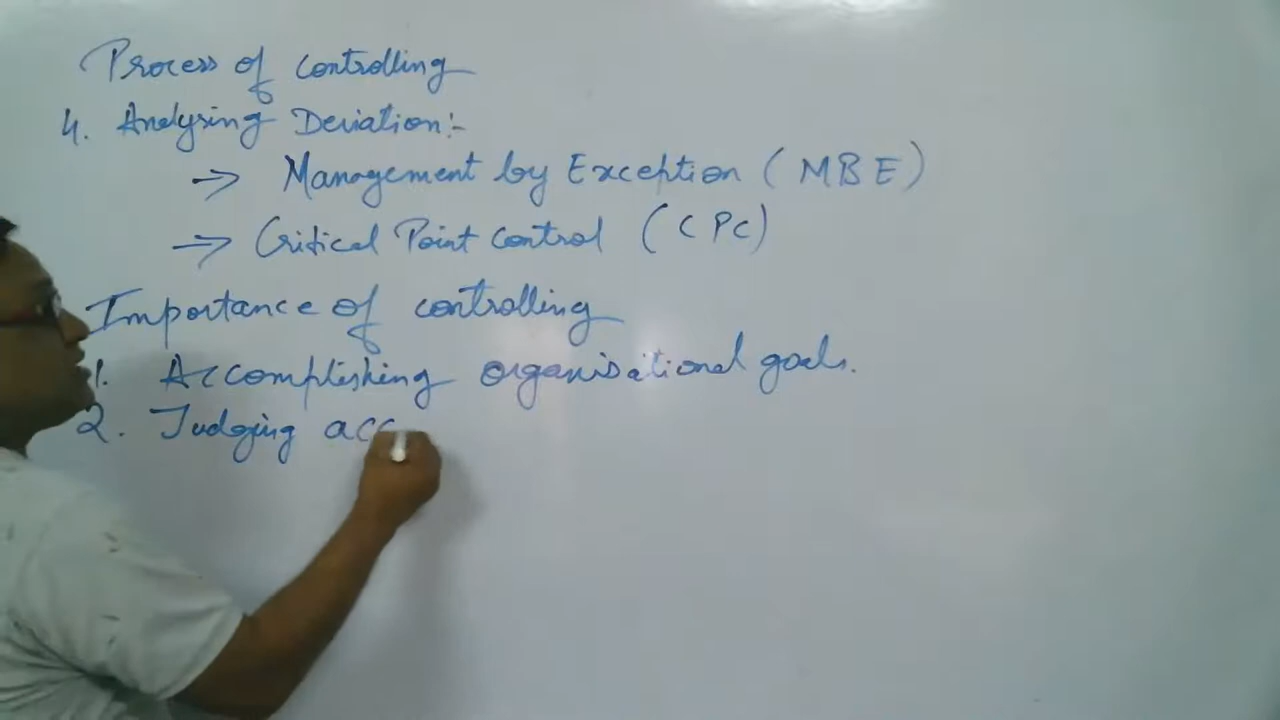 Process of controlling
4. Analysing Deviation:-
→ Management by Exception (MBE)
→ Critical Point Control (CPC)
Importance of controlling
1. Accomplishing organisational goals.
2. Judging acc